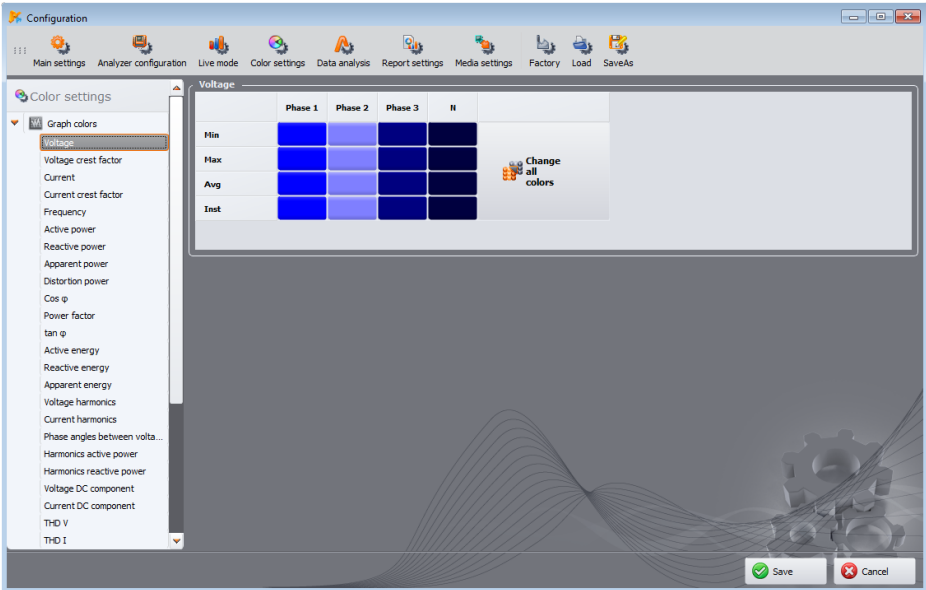 Configuration
Main settings Analyzer configuration Live mode Color settings Data analysis Report settings Media settings Factory Load SaveAs
Color settings
Graph colors
Voltage
Voltage crest factor
Current
Current crest factor
Frequency
Active power
Reactive power
Apparent power
Distortion power
Cos φ
Power factor
tan φ
Active energy
Reactive energy
Apparent energy
Voltage harmonics
Current harmonics
Phase angles between volta...
Harmonics active power
Harmonics reactive power
Voltage DC component
Current DC component
THD V
THD I
Voltage
Phase 1 Phase 2 Phase 3 N
Min
Max
Avg
Inst
Change
all
colors
Save Cancel